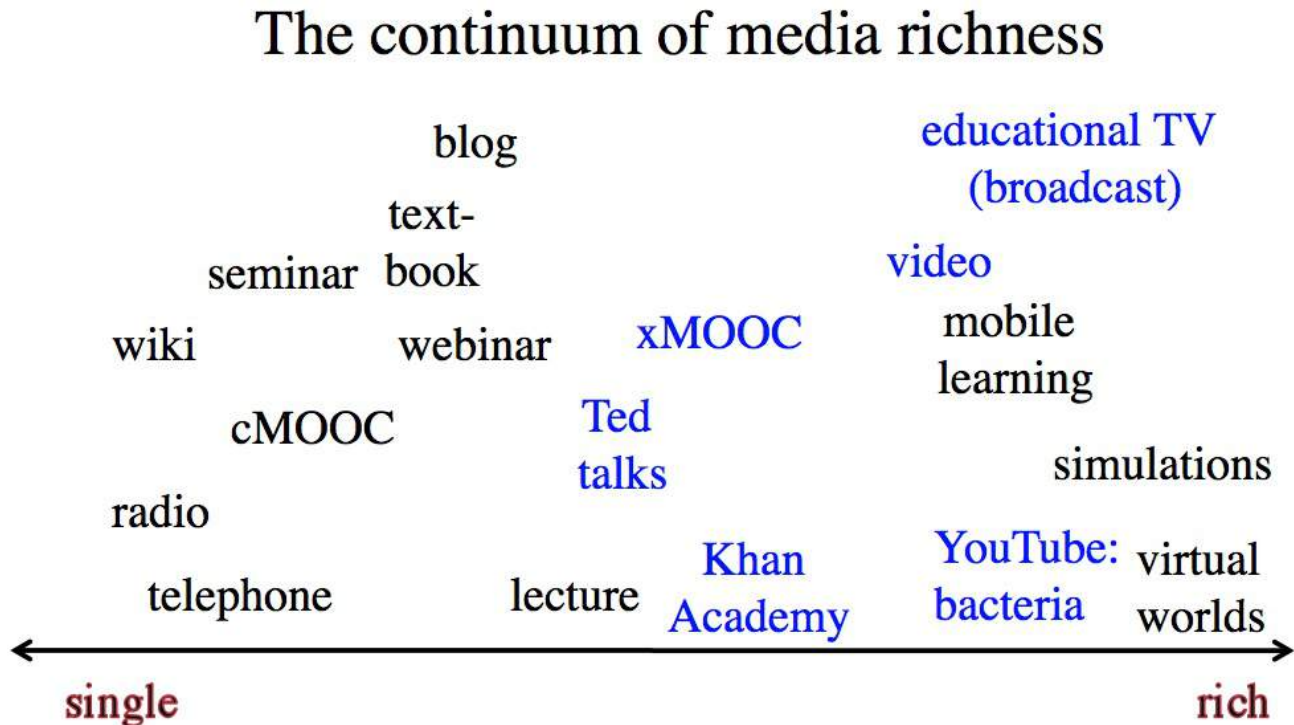 The continuum of media richness
blog
educational TV
(broadcast)
text-
book
seminar
video
wiki
webinar
xMOOC
mobile
learning
cMOOC
Ted
talks
simulations
radio
Khan
Academy
YouTube:
bacteria
virtual
worlds
telephone
lecture
single
rich